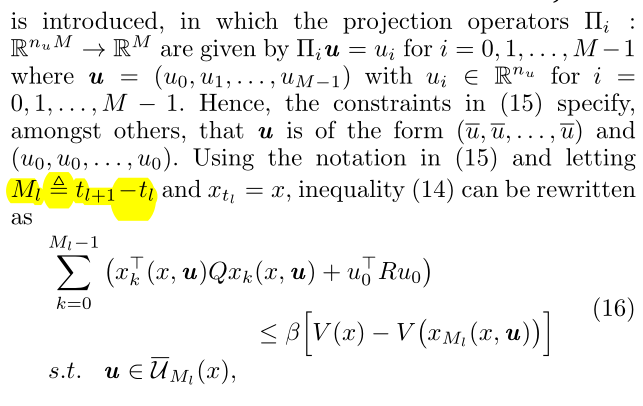 is introduced, in which the projection operators Πᵢ :
ℝⁿᵘᴹ → ℝᴹ are given by Πᵢ𝒖 = uᵢ for i = 0, 1, . . . , M−1
where 𝒖 = (u₀, u₁, . . . , u_{M−1}) with uᵢ ∈ ℝⁿᵘ for i =
0, 1, . . . , M − 1. Hence, the constraints in (15) specify,
amongst others, that 𝒖 is of the form (u̅, u̅, . . . , u̅) and
(u₀, u₀, . . . , u₀). Using the notation in (15) and letting
M_l ≜ t_{l+1}−t_l and x_{t_l} = x, inequality (14) can be rewritten
as
∑_{k=0}^{M_l−1} (x_k^⊤(x, 𝒖)Qx_k(x, 𝒖) + u₀^⊤Ru₀)
≤ β[V(x) − V(x_{M_l}(x, 𝒖))] (16)
s.t. 𝒖 ∈ 𝒰̅_{M_l}(x),